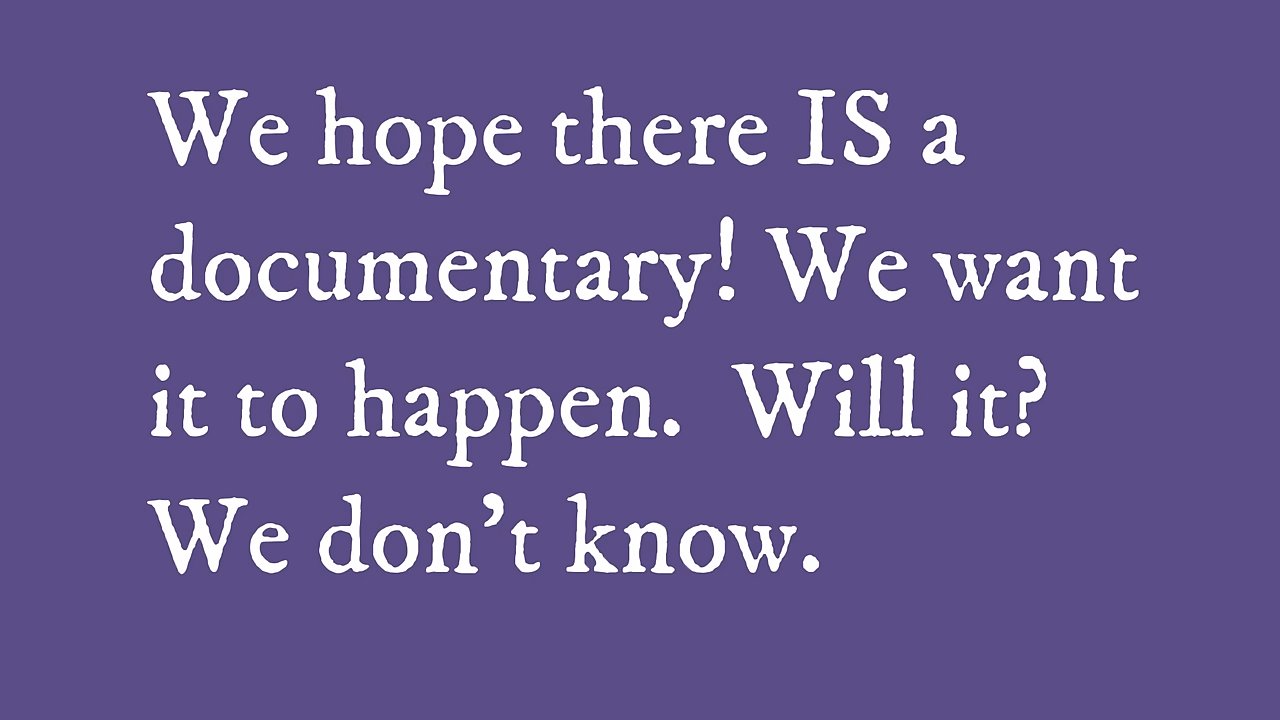 We hope there IS a
documentary! We want
it to happen.  Will it?
We don’t know.